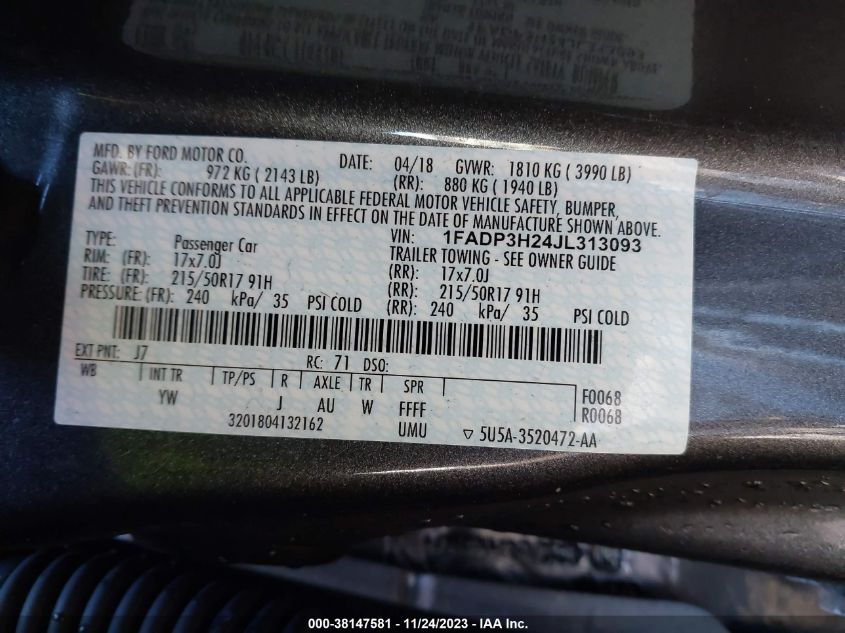 MFD. BY FORD MOTOR CO.
DATE: 04/18 GVWR: 1810 KG ( 3990 LB)
GAWR: (FR): 972 KG ( 2143 LB) (RR): 880 KG ( 1940 LB)
THIS VEHICLE CONFORMS TO ALL APPLICABLE FEDERAL MOTOR VEHICLE SAFETY, BUMPER,
AND THEFT PREVENTION STANDARDS IN EFFECT ON THE DATE OF MANUFACTURE SHOWN ABOVE.
VIN: 1FADP3H24JL313093
TYPE: Passenger Car TRAILER TOWING - SEE OWNER GUIDE
RIM: (FR): 17x7.0J (RR): 17x7.0J
TIRE: (FR): 215/50R17 91H (RR): 215/50R17 91H
PRESSURE: (FR): 240 kPa/ 35 PSI COLD (RR): 240 kPa/ 35 PSI COLD
EXT PNT: J7 RC: 71 DSO:
WB INT TR TP/PS R AXLE TR SPR F0068
YW J AU W FFFF R0068
3201804132162 UMU ▽ 5U5A-3520472-AA
000-38147581 - 11/24/2023 - IAA Inc.